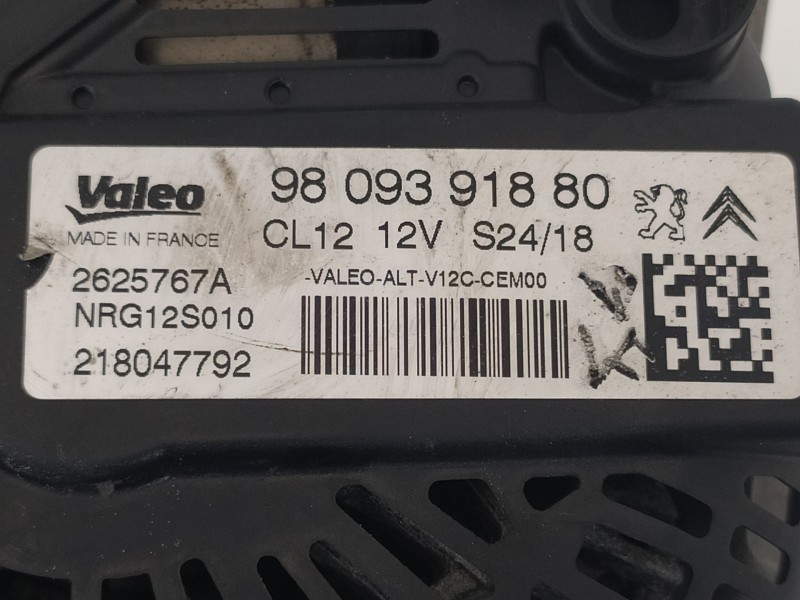 Valeo
MADE IN FRANCE
98 093 918 80
CL12 12V S24/18
2625767A
NRG12S010
218047792
-VALEO-ALT-V12C-CEM00